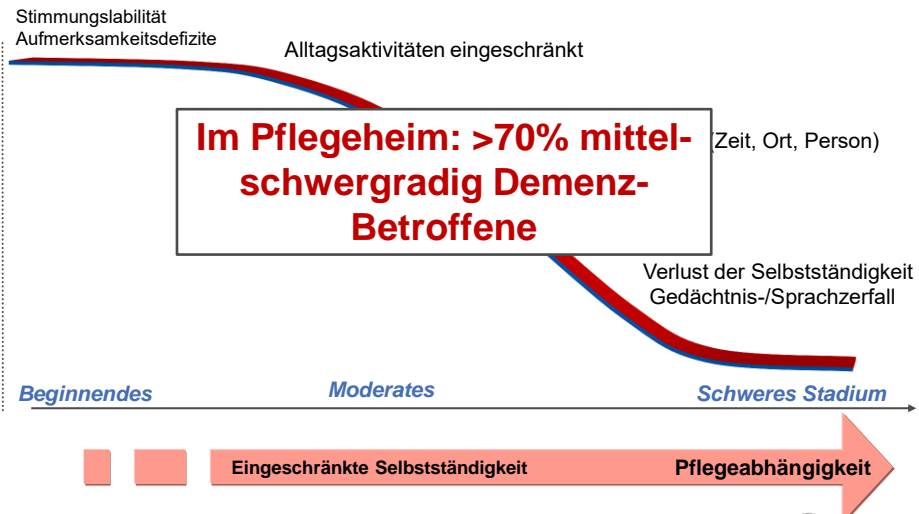 Stimmungslabilität
Aufmerksamkeitsdefizite
Alltagsaktivitäten eingeschränkt
Im Pflegeheim: >70% mittel-
schwergradig Demenz-
Betroffene
(Zeit, Ort, Person)
Verlust der Selbstständigkeit
Gedächtnis-/Sprachzerfall
Beginnendes
Moderates
Schweres Stadium
Eingeschränkte Selbstständigkeit
Pflegeabhängigkeit